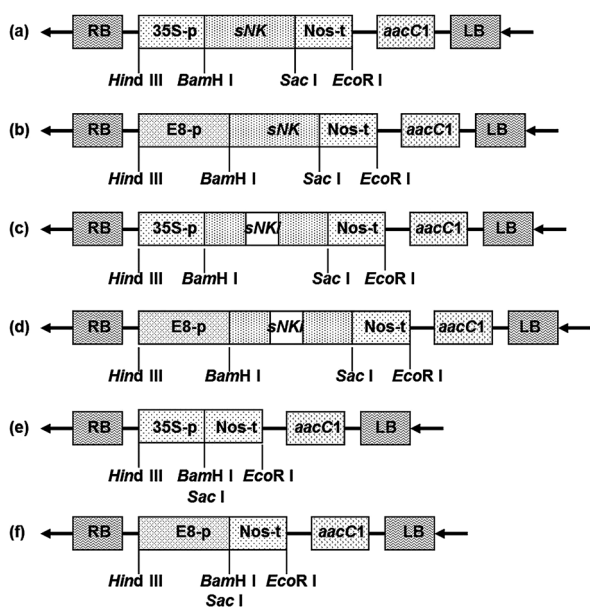 (a) RB 35S-p sNK Nos-t aacC1 LB
Hind III BamH I Sac I EcoR I
(b) RB E8-p sNK Nos-t aacC1 LB
Hind III BamH I Sac I EcoR I
(c) RB 35S-p sNKi Nos-t aacC1 LB
Hind III BamH I Sac I EcoR I
(d) RB E8-p sNKi Nos-t aacC1 LB
Hind III BamH I Sac I EcoR I
(e) RB 35S-p Nos-t aacC1 LB
Hind III BamH I EcoR I
Sac I
(f) RB E8-p Nos-t aacC1 LB
Hind III BamH I EcoR I
Sac I